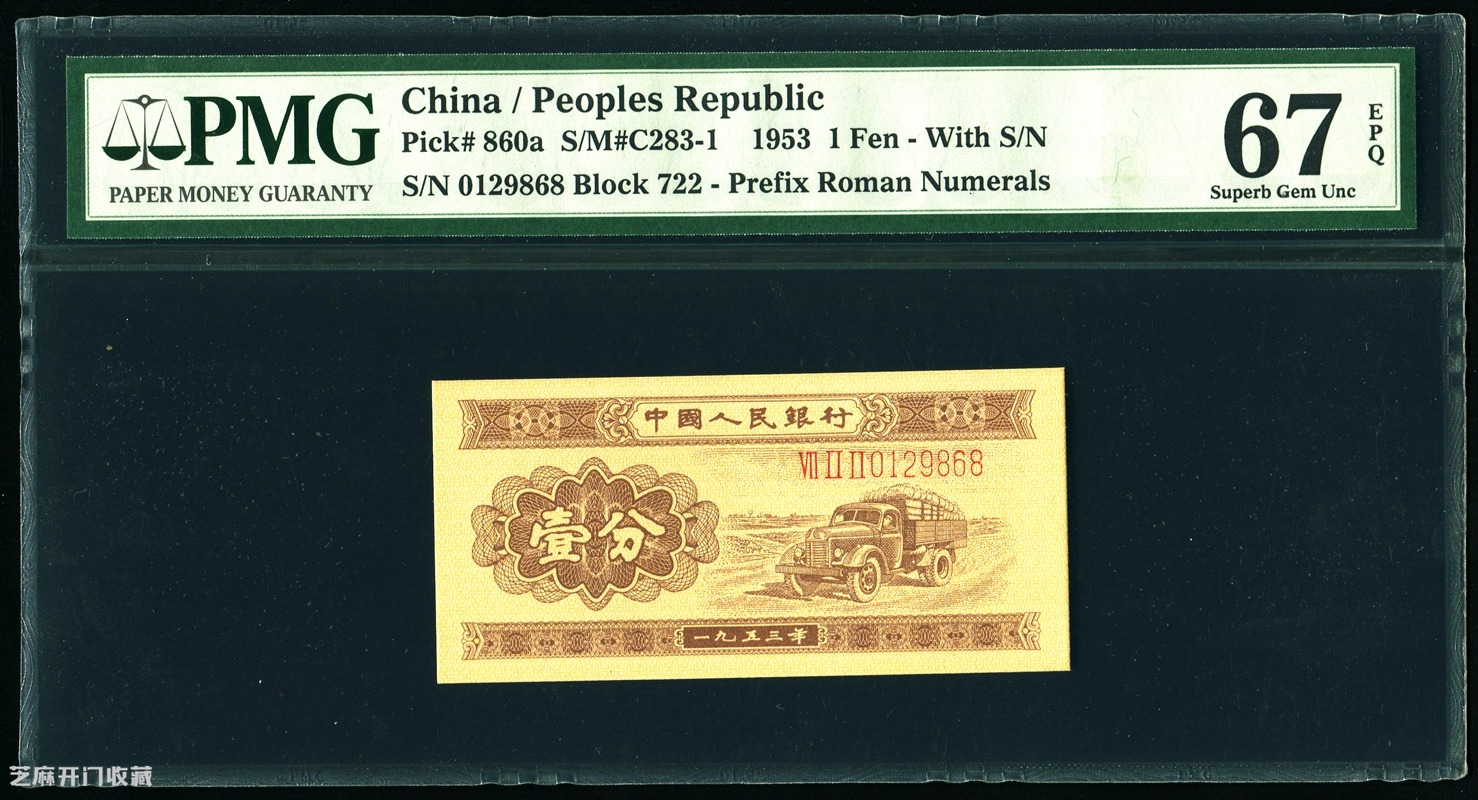 PMG
PAPER MONEY GUARANTY
China / Peoples Republic
Pick# 860a S/M#C283-1 1953 1 Fen - With S/N
S/N 0129868 Block 722 - Prefix Roman Numerals
67
EPQ
Superb Gem Unc
中國人民銀行
ⅦⅡⅡ0129868
壹分
一九五三年
芝麻开门收藏